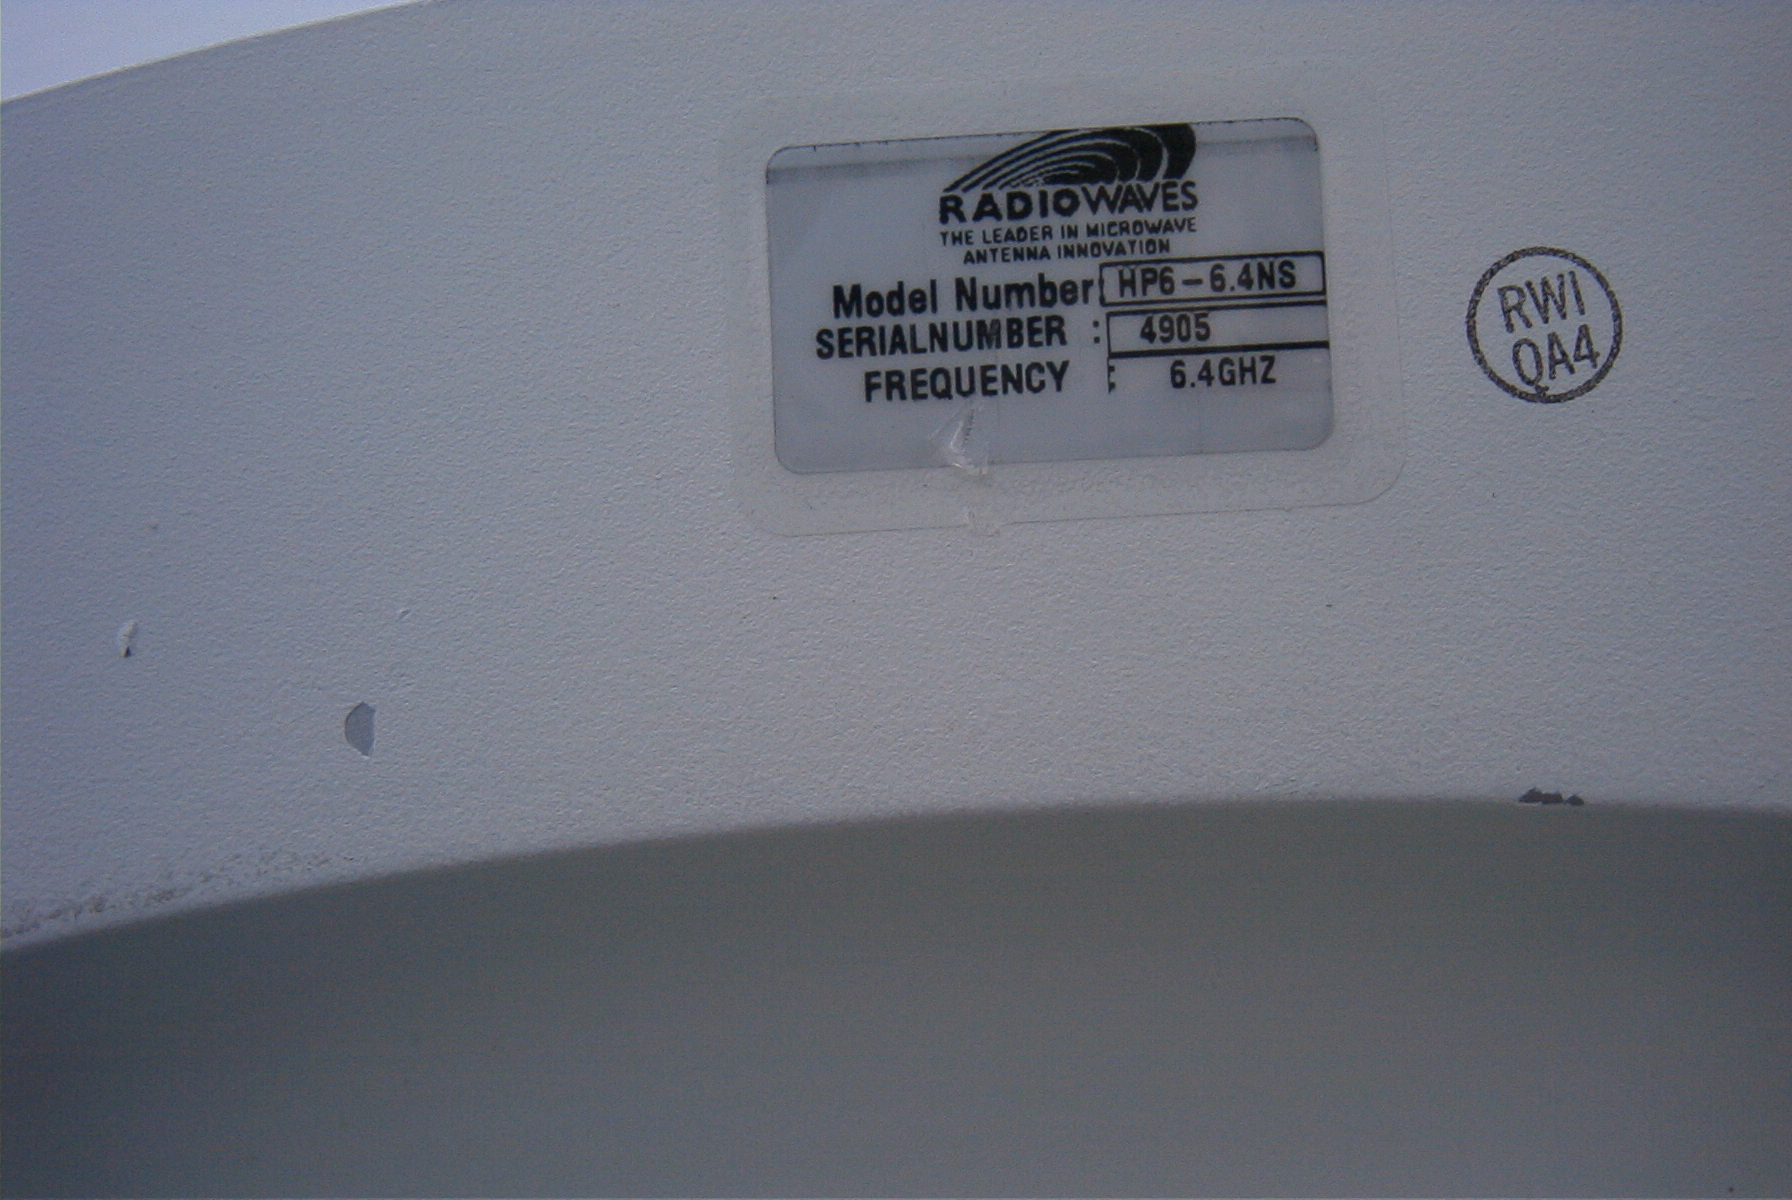 RADIOWAVES
THE LEADER IN MICROWAVE
ANTENNA INNOVATION
Model Number: HP6-6.4NS
SERIALNUMBER : 4905
FREQUENCY : 6.4GHZ
RWI
QA4